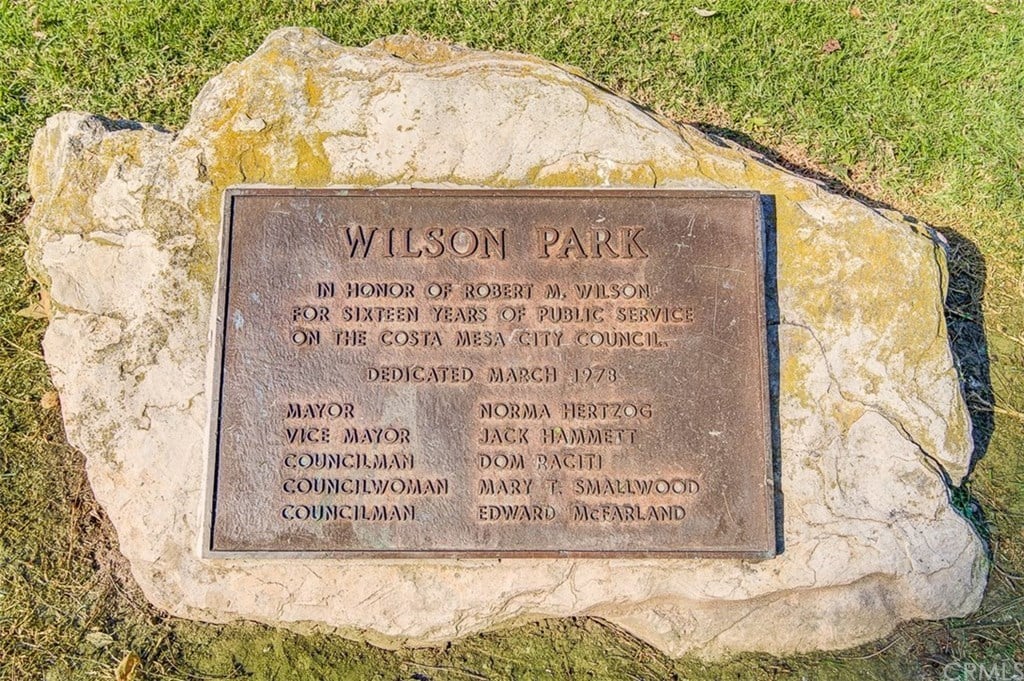 WILSON PARK
IN HONOR OF ROBERT M. WILSON
FOR SIXTEEN YEARS OF PUBLIC SERVICE
ON THE COSTA MESA CITY COUNCIL.
DEDICATED MARCH 1978
MAYOR NORMA HERTZOG
VICE MAYOR JACK HAMMETT
COUNCILMAN DOM RACITI
COUNCILWOMAN MARY T. SMALLWOOD
COUNCILMAN EDWARD McFARLAND
CRMLS